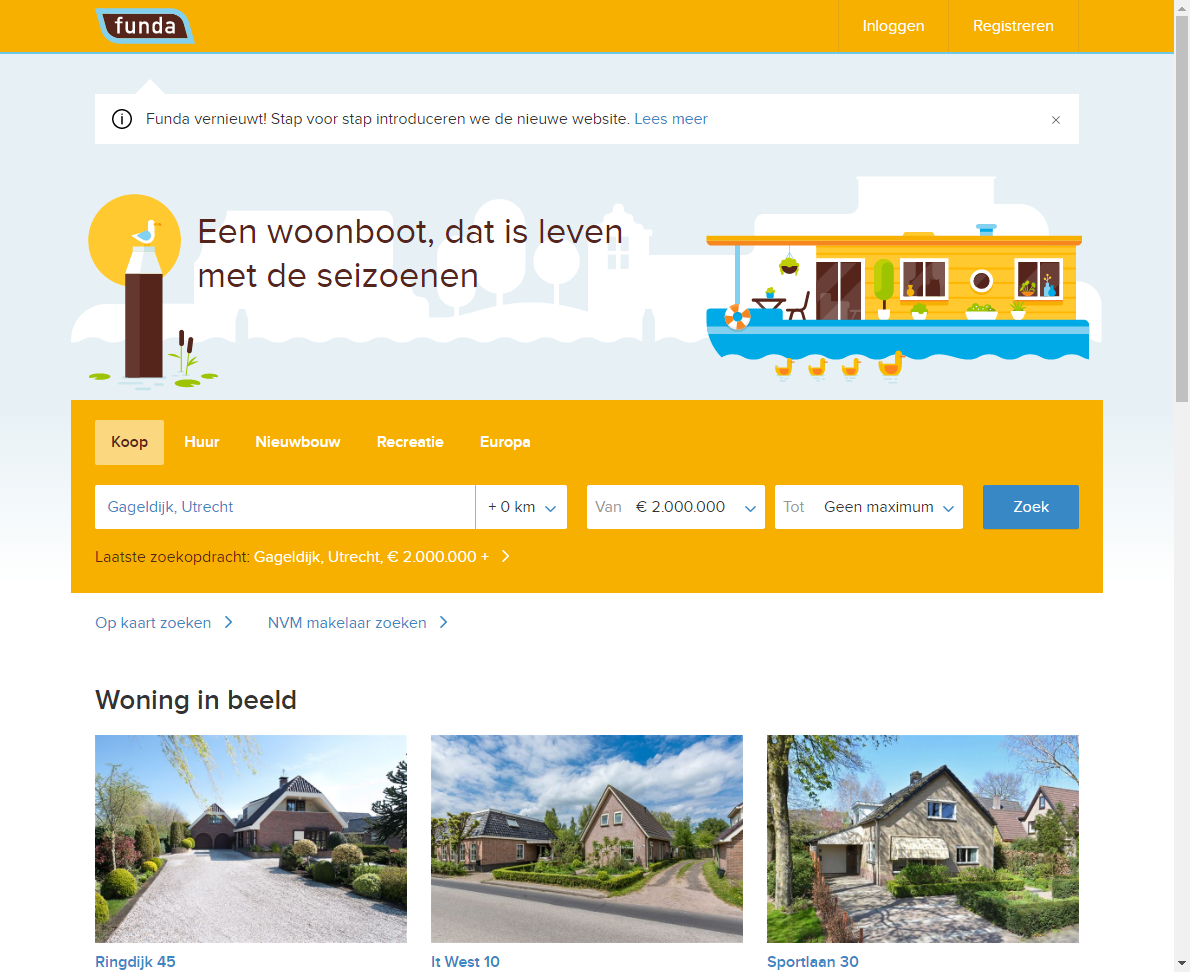 funda
Inloggen Registreren
Funda vernieuwt! Stap voor stap introduceren we de nieuwe website. Lees meer ×
Een woonboot, dat is leven
met de seizoenen
Koop Huur Nieuwbouw Recreatie Europa
Gageldijk, Utrecht + 0 km Van € 2.000.000 Tot Geen maximum Zoek
Laatste zoekopdracht: Gageldijk, Utrecht, € 2.000.000 +
Op kaart zoeken NVM makelaar zoeken
Woning in beeld
Ringdijk 45 It West 10 Sportlaan 30